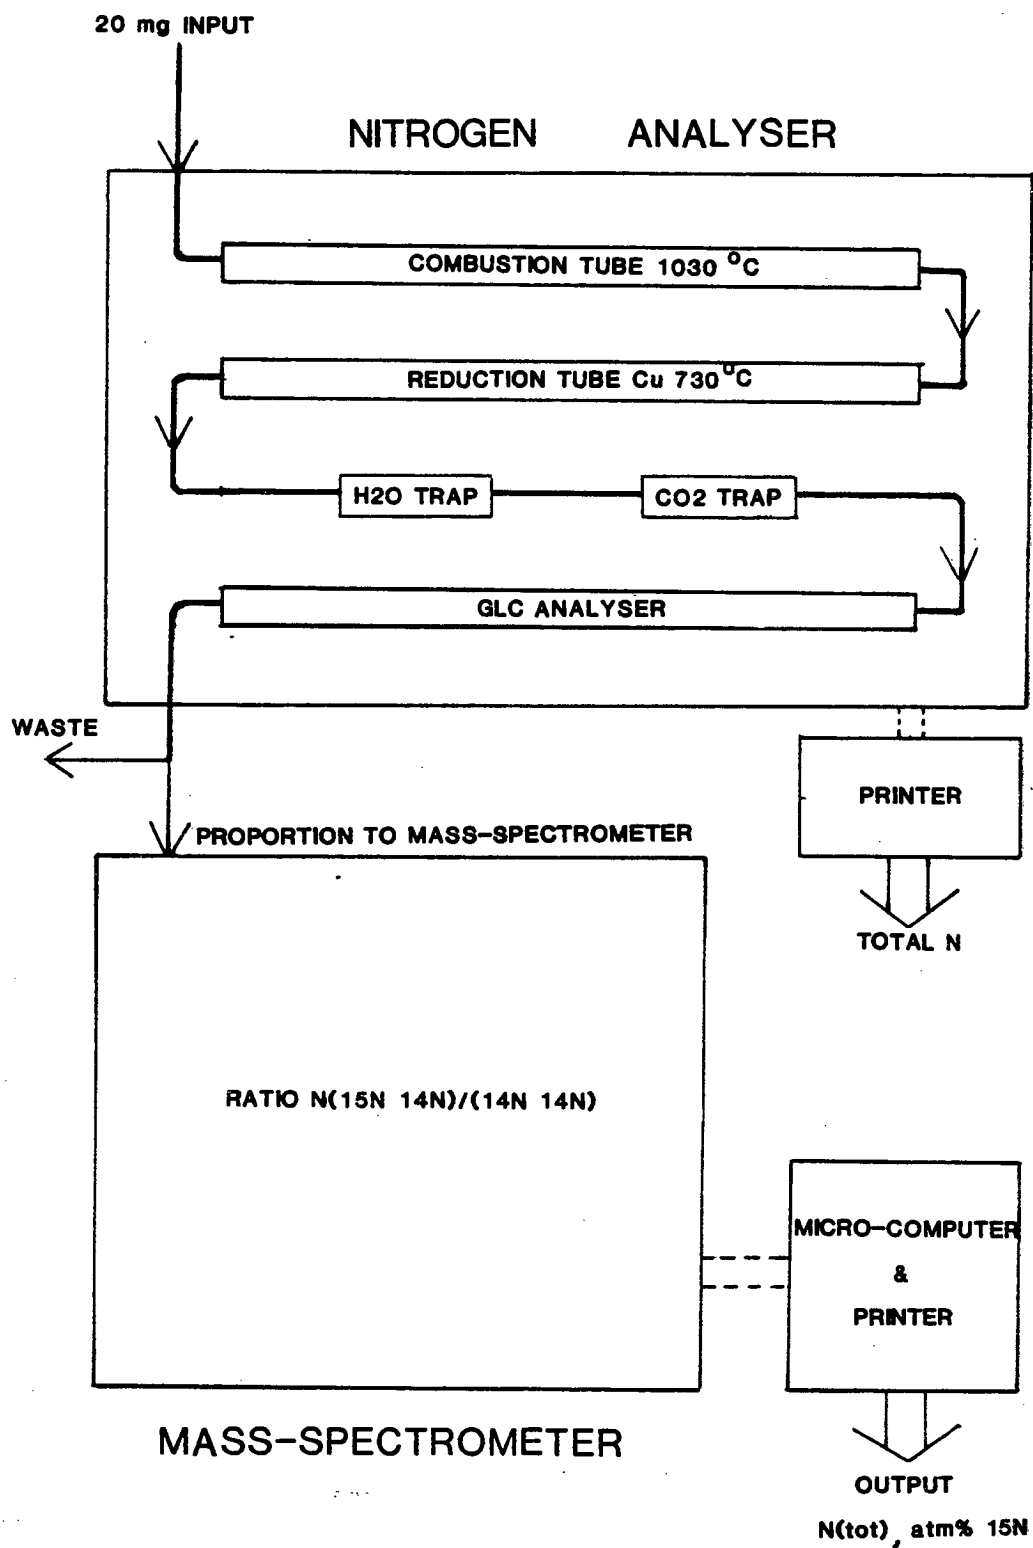 20 mg INPUT
NITROGEN ANALYSER
COMBUSTION TUBE 1030 °C
REDUCTION TUBE Cu 730°C
H2O TRAP
CO2 TRAP
GLC ANALYSER
WASTE
PRINTER
PROPORTION TO MASS-SPECTROMETER
TOTAL N
RATIO N(15N 14N)/(14N 14N)
MICRO-COMPUTER
&
PRINTER
MASS-SPECTROMETER
OUTPUT
N(tot), atm% 15N